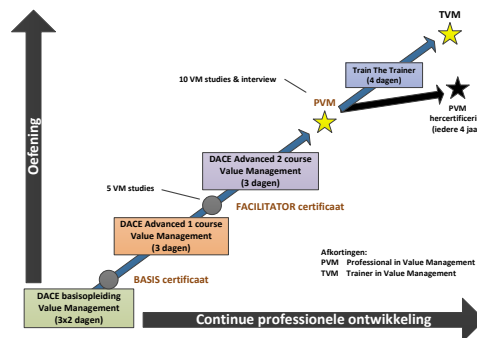 TVM
Train The Trainer
(4 dagen)
10 VM studies & interview
PVM
PVM
hercertificeri
(iedere 4 jaa
Oefening
DACE Advanced 2 course
Value Management
(3 dagen)
5 VM studies
FACILITATOR certificaat
DACE Advanced 1 course
Value Management
(3 dagen)
Afkortingen:
PVM Professional in Value Management
TVM Trainer in Value Management
BASIS certificaat
DACE basisopleiding
Value Management
(3x2 dagen)
Continue professionele ontwikkeling